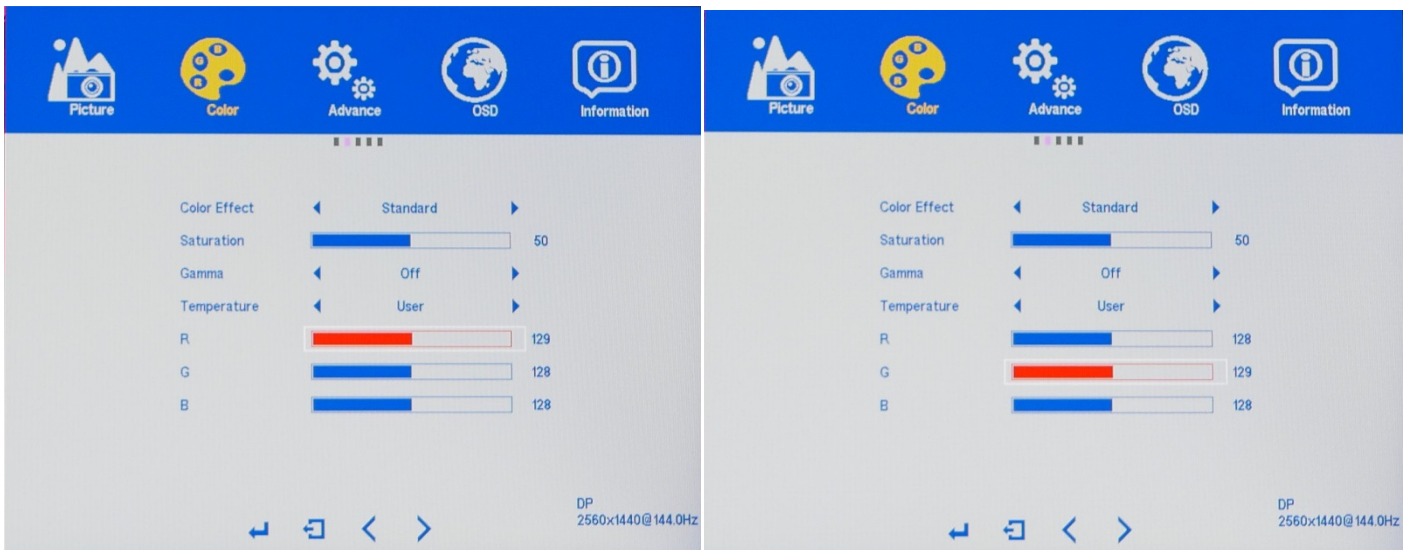 Picture Color Advance OSD Information
Color Effect Standard
Saturation 50
Gamma Off
Temperature User
R 129
G 128
B 128
DP
2560x1440@144.0Hz
Picture Color Advance OSD Information
Color Effect Standard
Saturation 50
Gamma Off
Temperature User
R 128
G 129
B 128
DP
2560x1440@144.0Hz